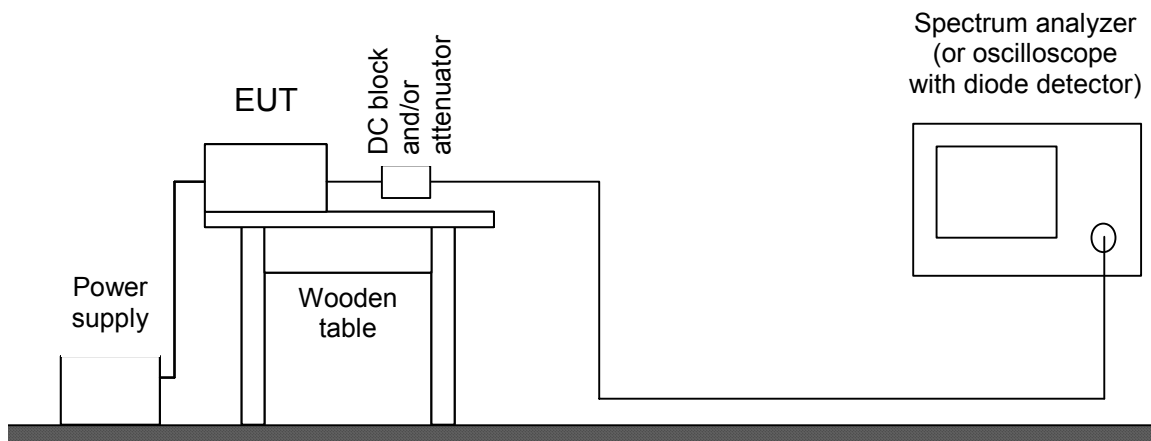 Spectrum analyzer
(or oscilloscope
with diode detector)
EUT
DC block
and/or
attenuator
Power
supply
Wooden
table